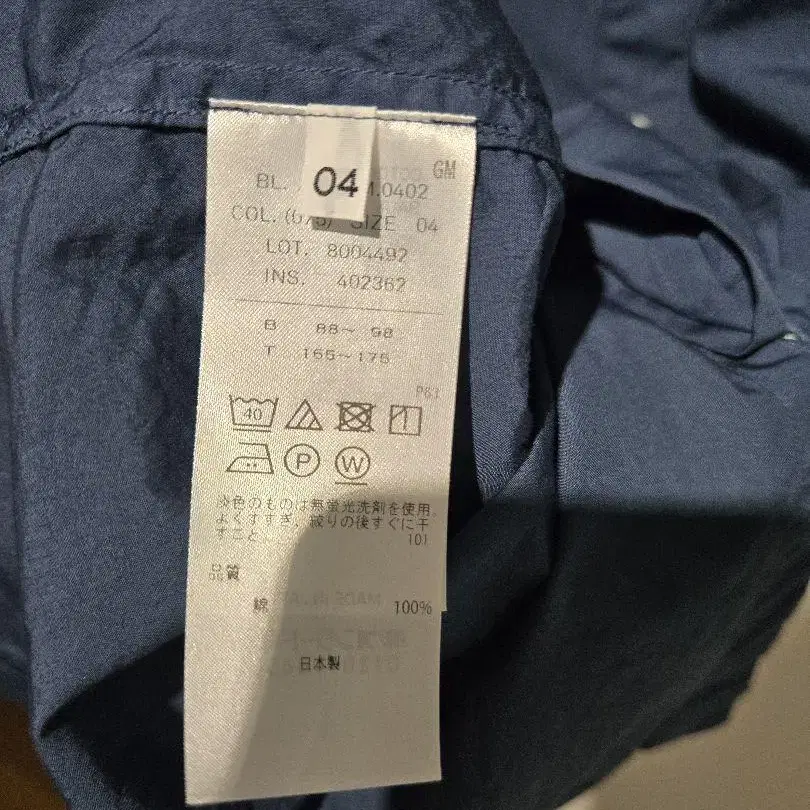 GM
04
BL. M.0402
COL. SIZE 04
LOT. 8004492
INS. 402362
B 88～ 98
T 165～175
P83
40
P
W
淡色のものは無蛍光洗剤を使用。
よくすすぎ、絞りの後すぐに干
すこと 101
品質
綿 100%
日本製